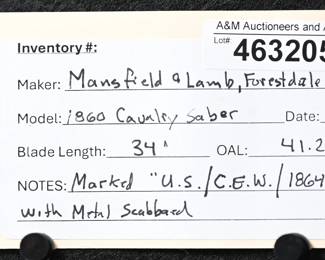 A&M Auctioneers and A
Lot# 463205
Inventory #:
Maker: Mansfield & Lamb, Forestdale
Model: 1860 Cavalry Saber Date:
Blade Length: 34" OAL: 41.2
NOTES: Marked "U.S./C.E.W./1864
with Metal Scabbard